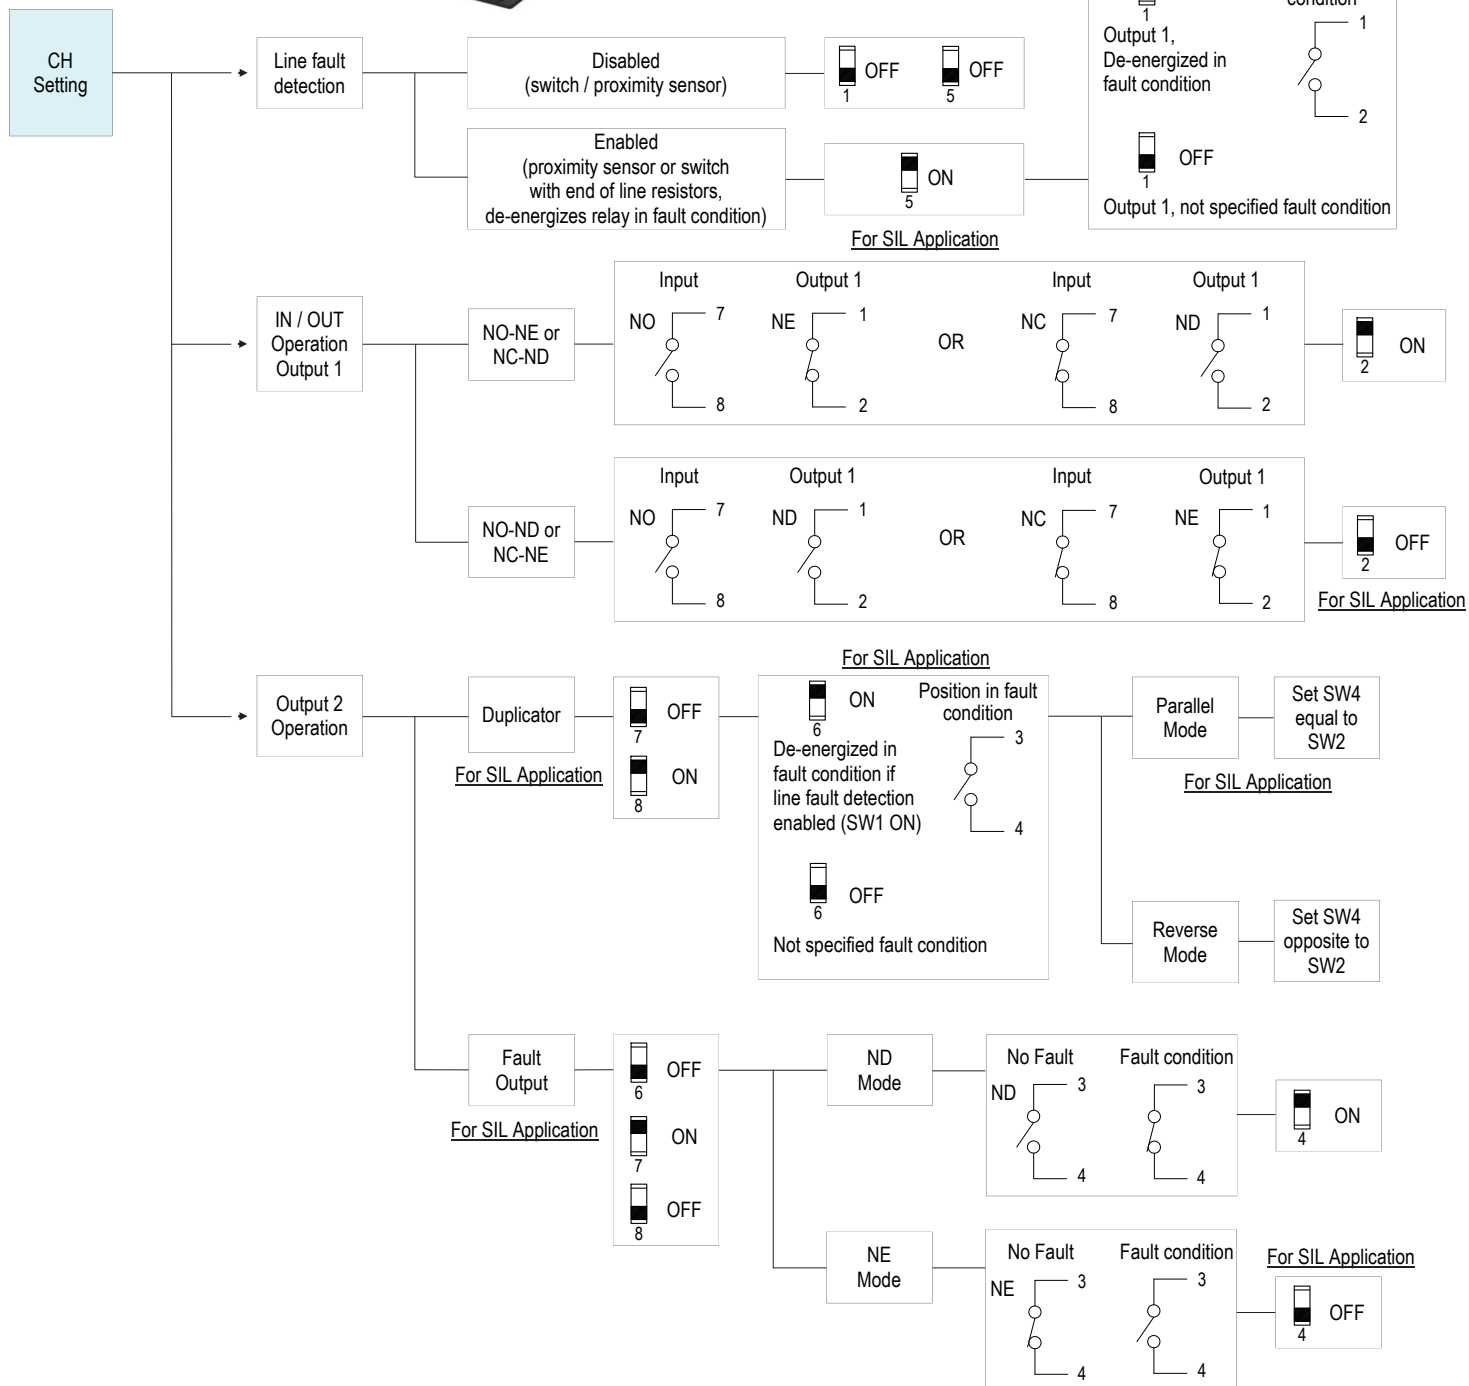 condition
1
Output 1,
De-energized in
fault condition
1
2
OFF
1
Output 1, not specified fault condition
CH
Setting
Line fault
detection
Disabled
(switch / proximity sensor)
OFF
1
OFF
5
Enabled
(proximity sensor or switch
with end of line resistors,
de-energizes relay in fault condition)
ON
5
For SIL Application
IN / OUT
Operation
Output 1
NO-NE or
NC-ND
Input
NO
7
8
Output 1
NE
1
2
OR
Input
NC
7
8
Output 1
ND
1
2
ON
2
NO-ND or
NC-NE
Input
NO
7
8
Output 1
ND
1
2
OR
Input
NC
7
8
Output 1
NE
1
2
OFF
2
For SIL Application
Output 2
Operation
Duplicator
For SIL Application
OFF
7
ON
8
For SIL Application
ON
6
De-energized in
fault condition if
line fault detection
enabled (SW1 ON)
Position in fault
condition
3
4
OFF
6
Not specified fault condition
Parallel
Mode
Set SW4
equal to
SW2
For SIL Application
Reverse
Mode
Set SW4
opposite to
SW2
Fault
Output
For SIL Application
OFF
6
ON
7
OFF
8
ND
Mode
No Fault
ND
3
4
Fault condition
3
4
ON
4
NE
Mode
No Fault
NE
3
4
Fault condition
3
4
For SIL Application
OFF
4